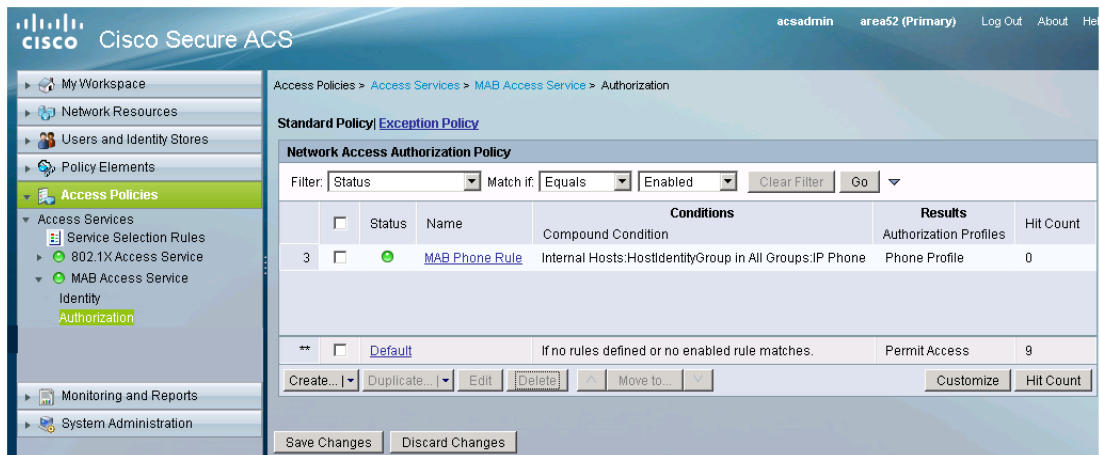 acsadmin area52 (Primary) Log Out About Hel
CISCO Cisco Secure ACS
My Workspace
Network Resources
Users and Identity Stores
Policy Elements
Access Policies
Access Services
Service Selection Rules
802.1X Access Service
MAB Access Service
Identity
Authorization
Monitoring and Reports
System Administration
Access Policies > Access Services > MAB Access Service > Authorization
Standard Policy| Exception Policy
Network Access Authorization Policy
Filter: Status Match if: Equals Enabled Clear Filter Go
Status Name Conditions Results Hit Count
Compound Condition Authorization Profiles
3 MAB Phone Rule Internal Hosts:HostIdentityGroup in All Groups:IP Phone Phone Profile 0
** Default If no rules defined or no enabled rule matches. Permit Access 9
Create... | Duplicate... | Edit Delete ^ Move to... Customize Hit Count
Save Changes Discard Changes